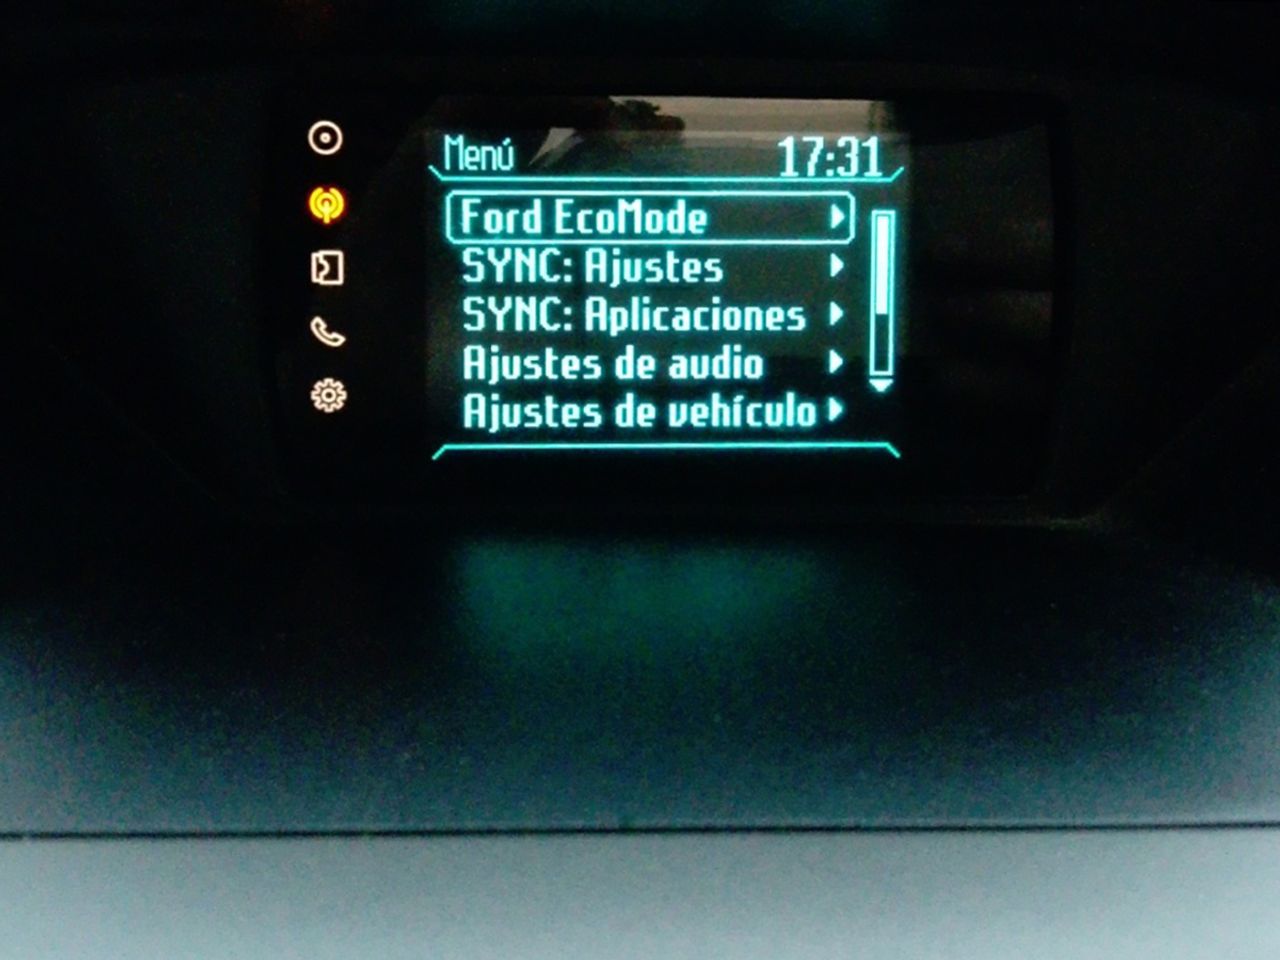 Menú 17:31
Ford EcoMode
SYNC: Ajustes
SYNC: Aplicaciones
Ajustes de audio
Ajustes de vehículo